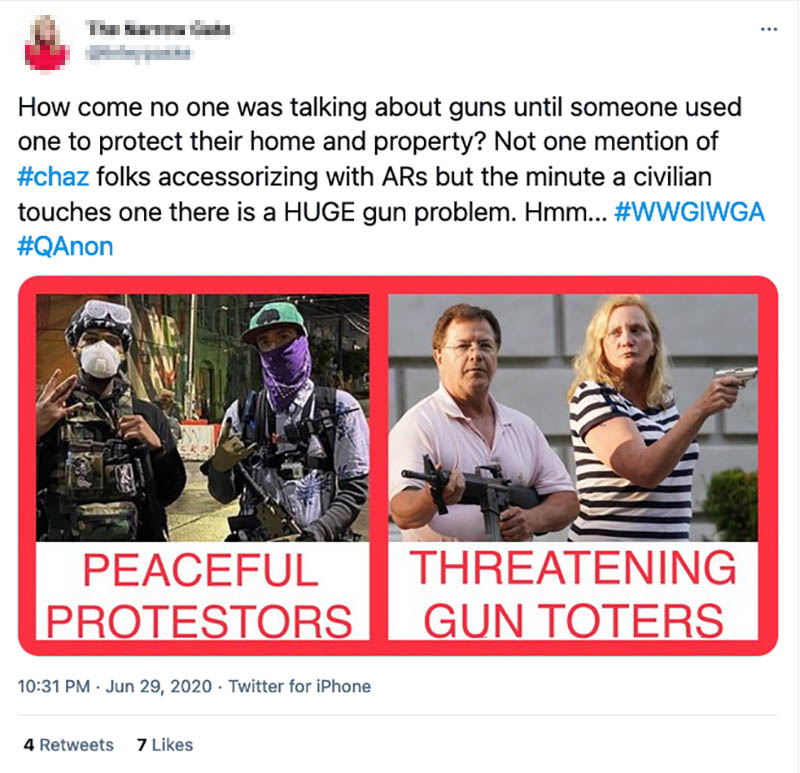 How come no one was talking about guns until someone used
one to protect their home and property? Not one mention of
#chaz folks accessorizing with ARs but the minute a civilian
touches one there is a HUGE gun problem. Hmm... #WWGIWGA
#QAnon
PEACEFUL
PROTESTORS
THREATENING
GUN TOTERS
10:31 PM · Jun 29, 2020 · Twitter for iPhone
4 Retweets 7 Likes